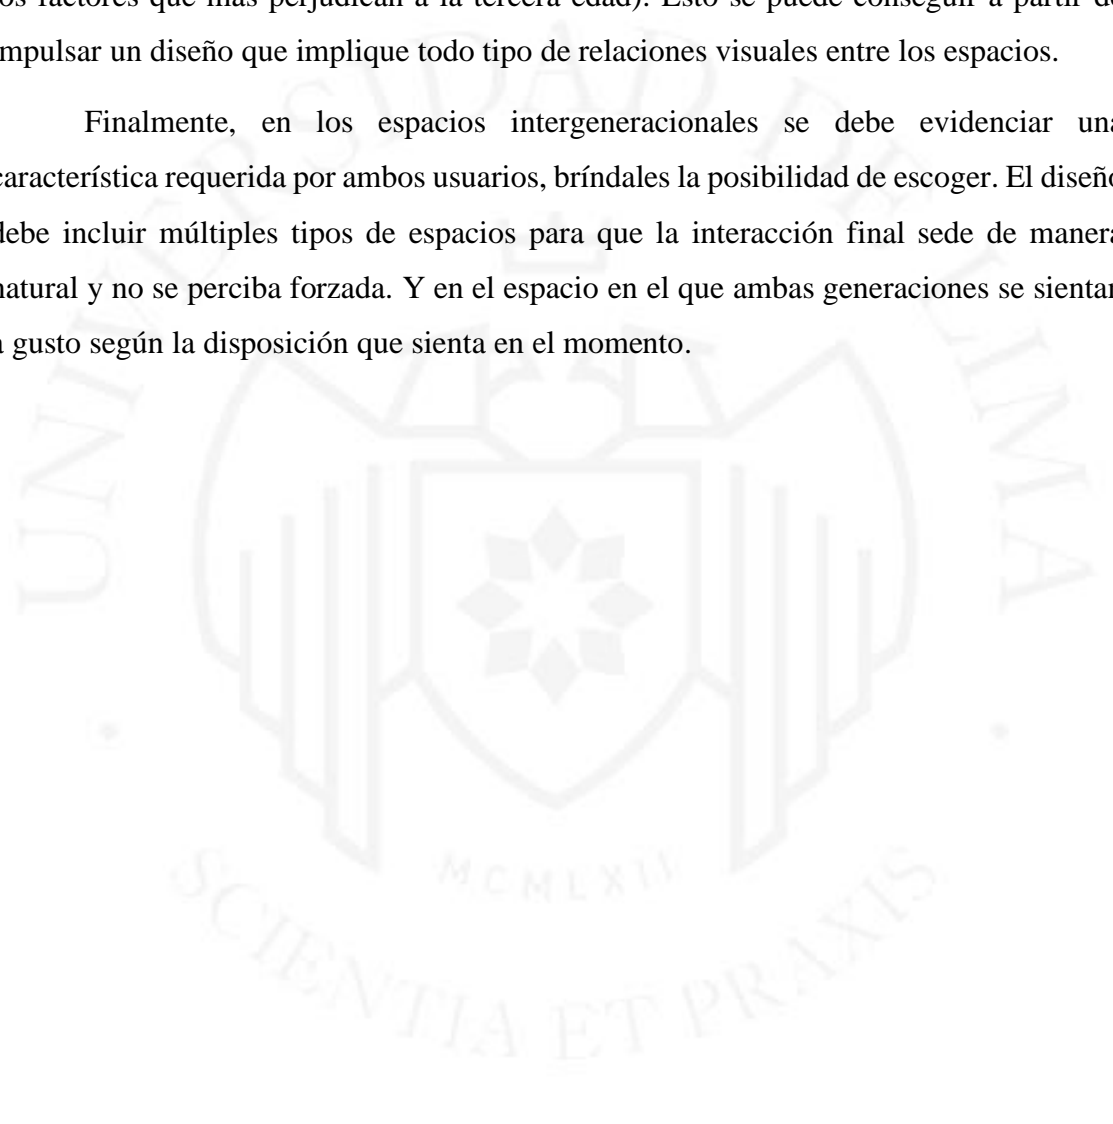 os factores que más perjudican a la tercera edad). Esto se puede conseguir a partir de
impulsar un diseño que implique todo tipo de relaciones visuales entre los espacios.
Finalmente, en los espacios intergeneracionales se debe evidenciar una
característica requerida por ambos usuarios, bríndales la posibilidad de escoger. El diseño
debe incluir múltiples tipos de espacios para que la interacción final sede de manera
natural y no se perciba forzada. Y en el espacio en el que ambas generaciones se sientan
a gusto según la disposición que sienta en el momento.
UNIVERSIDAD DE LIMA
MCMLXII
SCIENTIA ET PRAXIS